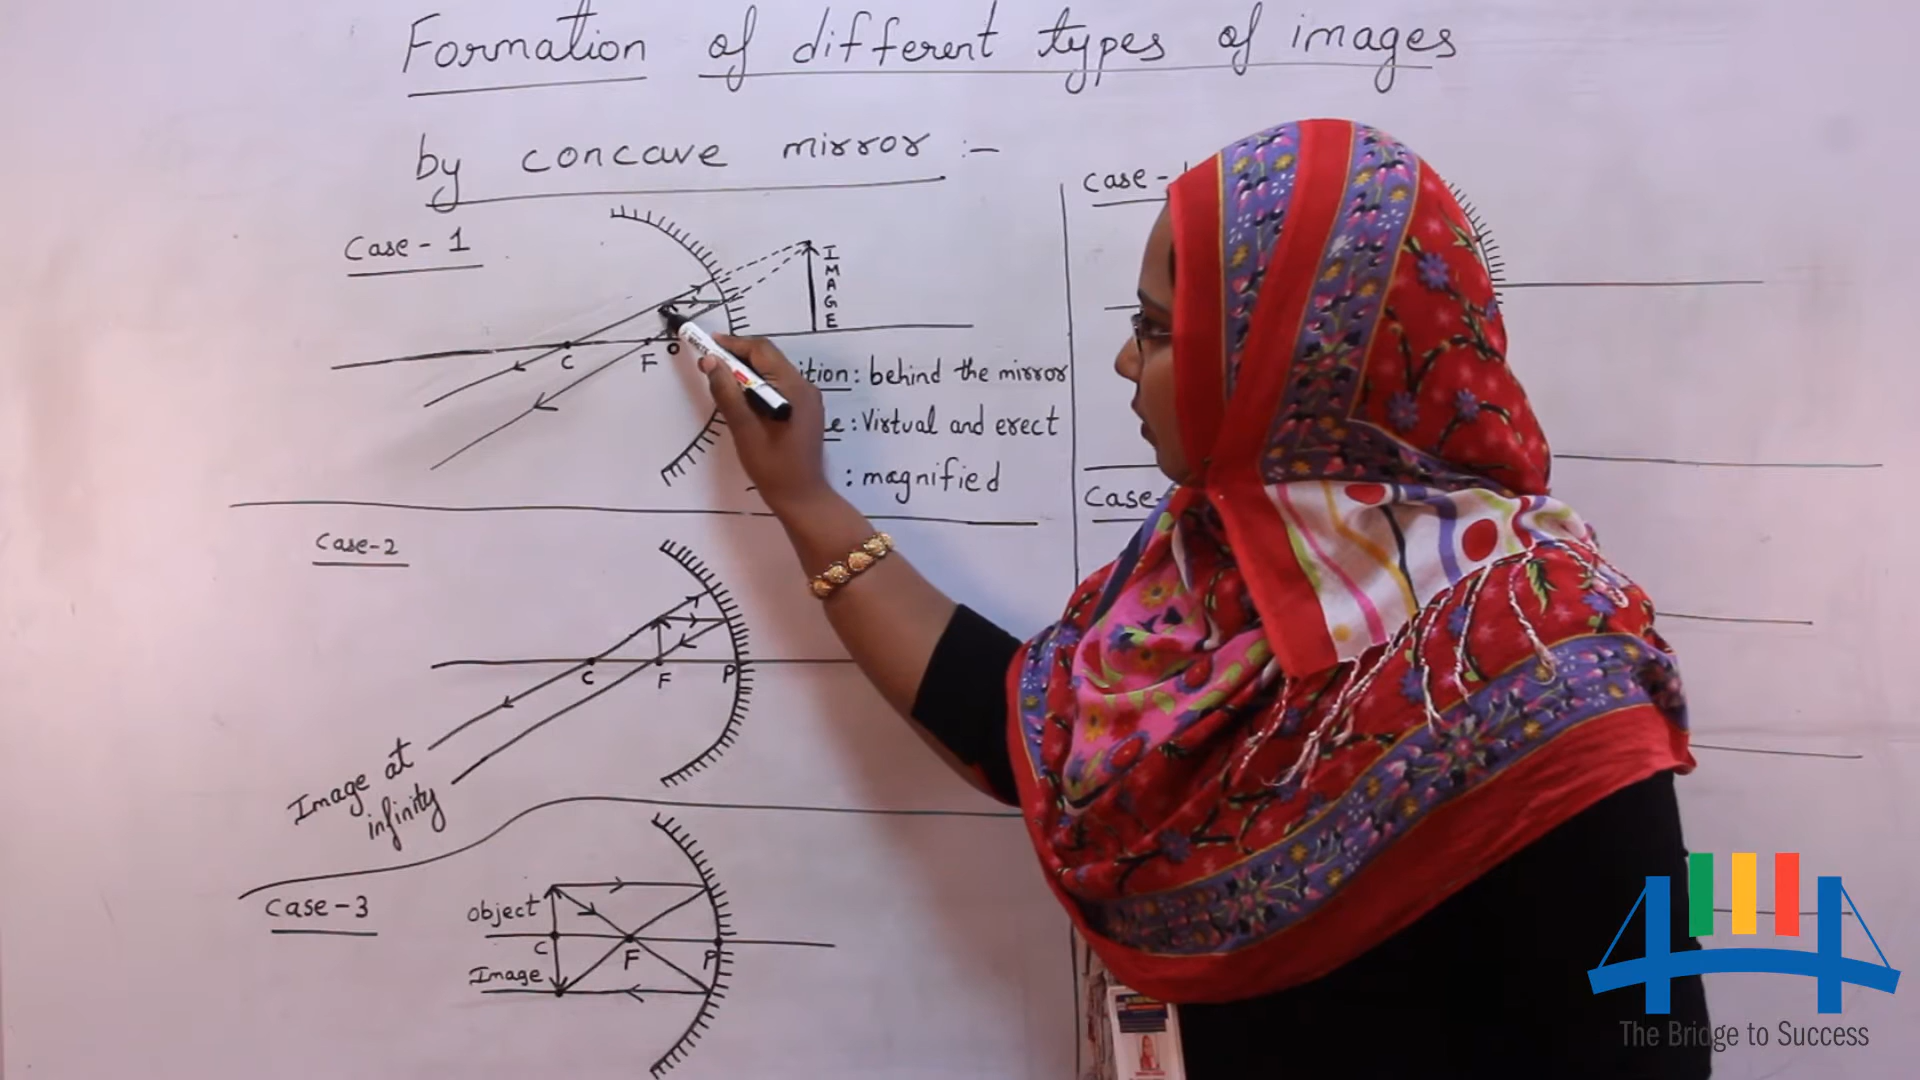 Formation of different types of images
by concave mirror :-
Case - 1
IMAGE
C
F
O
ition : behind the mirror
e : Virtual and erect
: magnified
Case-2
C
F
P
Image at
infinity
Case - 3
Object
C
F
P
Image
Case -
Case-
The Bridge to Success